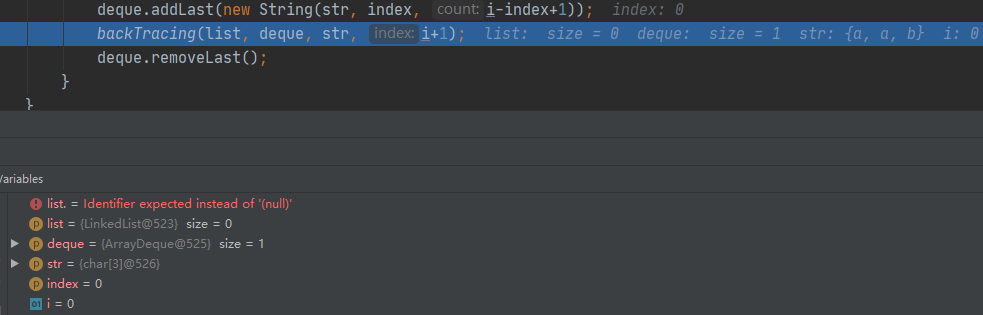 deque.addLast(new String(str, index, count: i-index+1)); index: 0
backTracing(list, deque, str, index: i+1); list: size = 0 deque: size = 1 str: {a, a, b} i: 0
deque.removeLast();
}
}
Variables
list. = Identifier expected instead of '(null)'
list = {LinkedList@523} size = 0
deque = {ArrayDeque@525} size = 1
str = {char[3]@526}
index = 0
i = 0